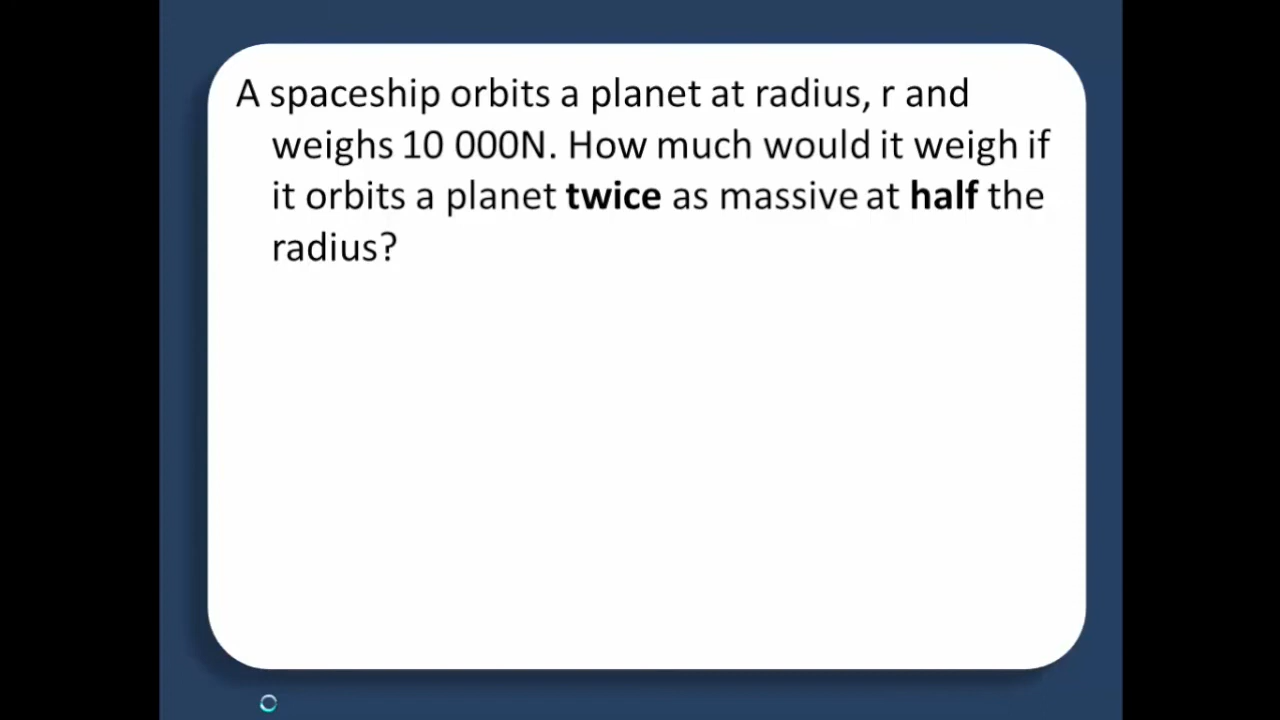 A spaceship orbits a planet at radius, r and
weighs 10 000N. How much would it weigh if
it orbits a planet twice as massive at half the
radius?